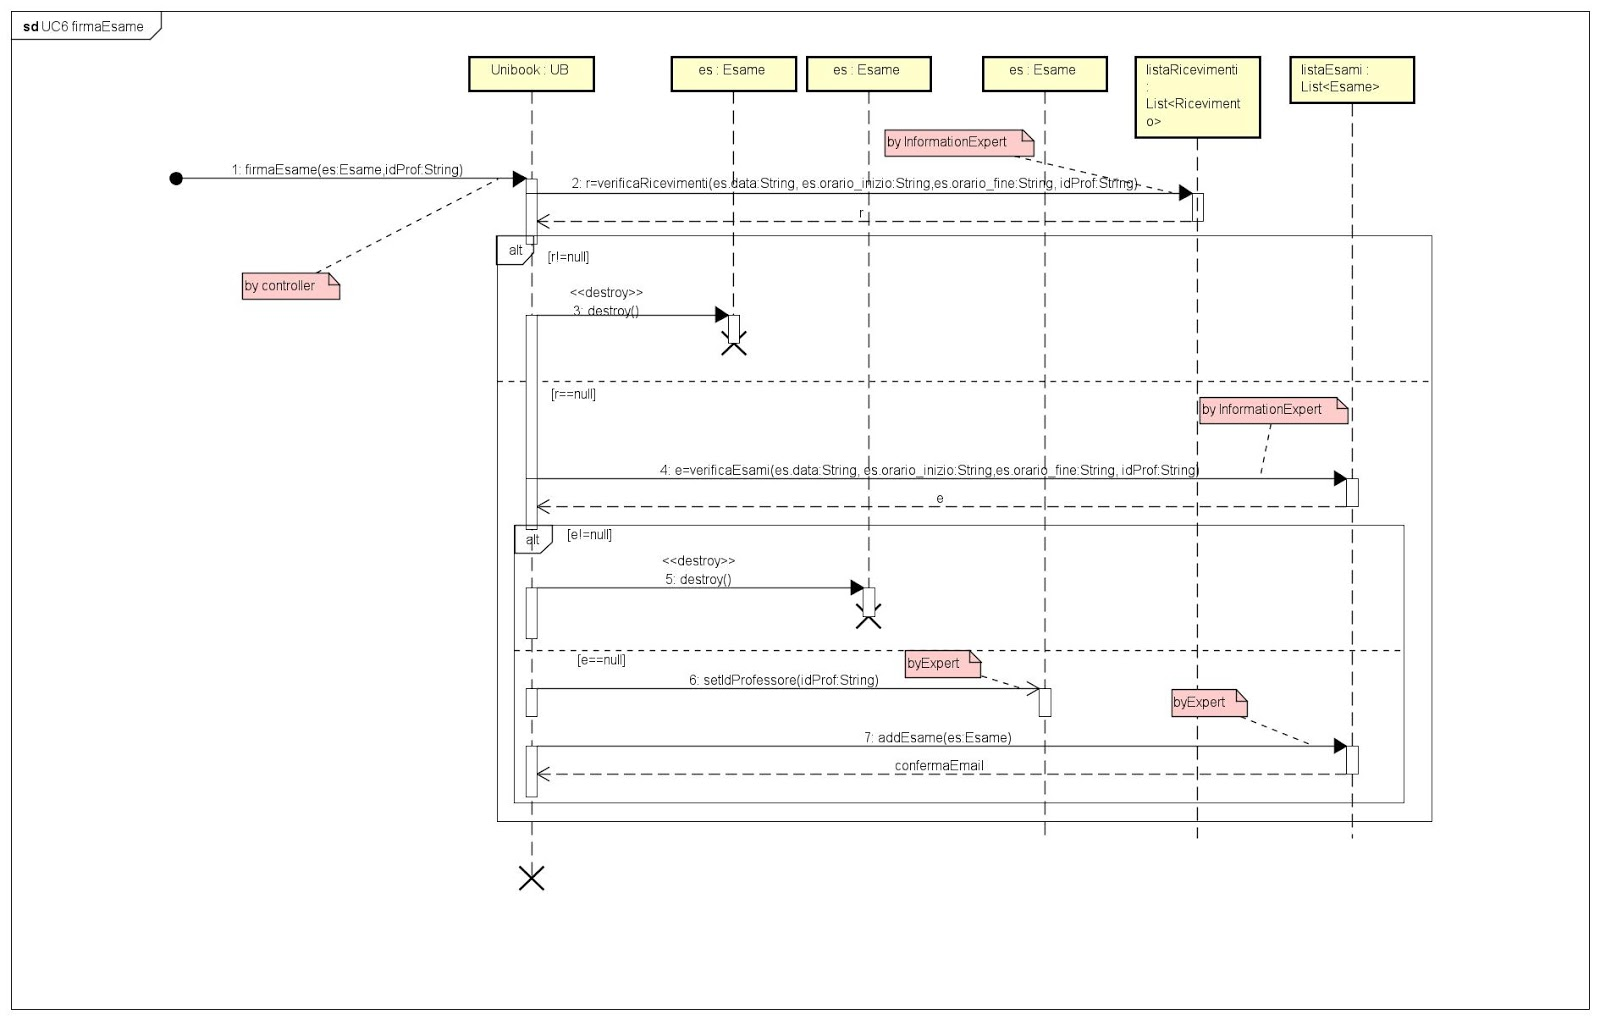 sd UC6 firmaEsame
Unibook : UB
es : Esame
es : Esame
es : Esame
listaRicevimenti
:
List<Riceviment
o>
listaEsami :
List<Esame>
by InformationExpert
1: firmaEsame(es:Esame,idProf:String)
2: r=verificaRicevimenti(es.data:String, es.orario_inizio:String,es.orario_fine:String, idProf:String)
r
alt
[r!=null]
by controller
<<destroy>>
3: destroy()
[r==null]
by InformationExpert
4: e=verificaEsami(es.data:String, es.orario_inizio:String,es.orario_fine:String, idProf:String)
e
alt
[e!=null]
<<destroy>>
5: destroy()
[e==null]
byExpert
6: setIdProfessore(idProf:String)
byExpert
7: addEsame(es:Esame)
confermaEmail